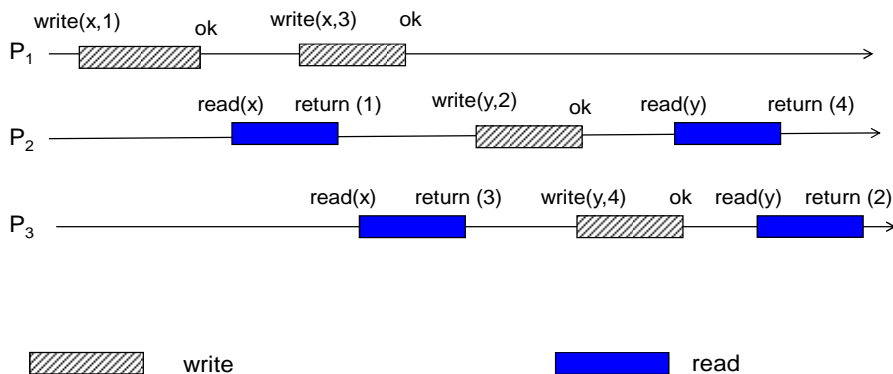 write(x,1) ok write(x,3) ok
P1
read(x) return (1) write(y,2) ok read(y) return (4)
P2
read(x) return (3) write(y,4) ok read(y) return (2)
P3
write read